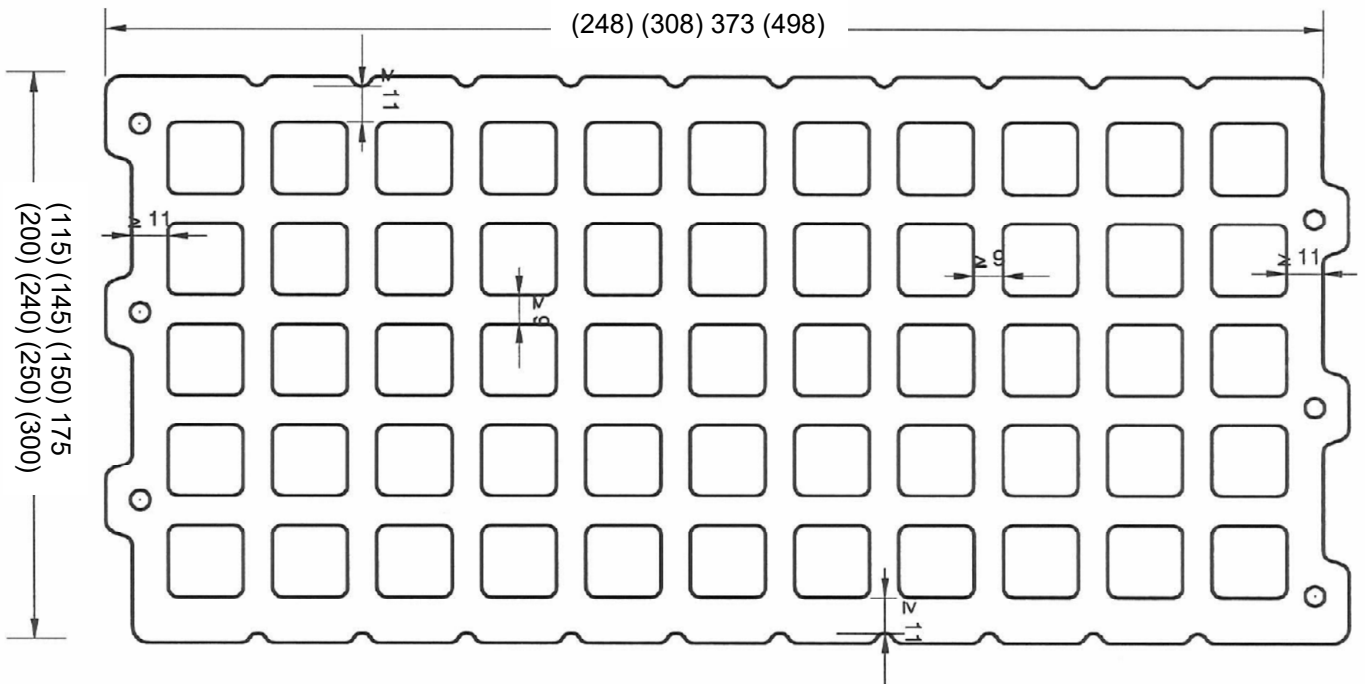 (248) (308) 373 (498)
≥ 11
≥ 11
≥ 9
≥ 11
≥ 9
(115) (145) (150) 175
(200) (240) (250) (300)
≥ 11